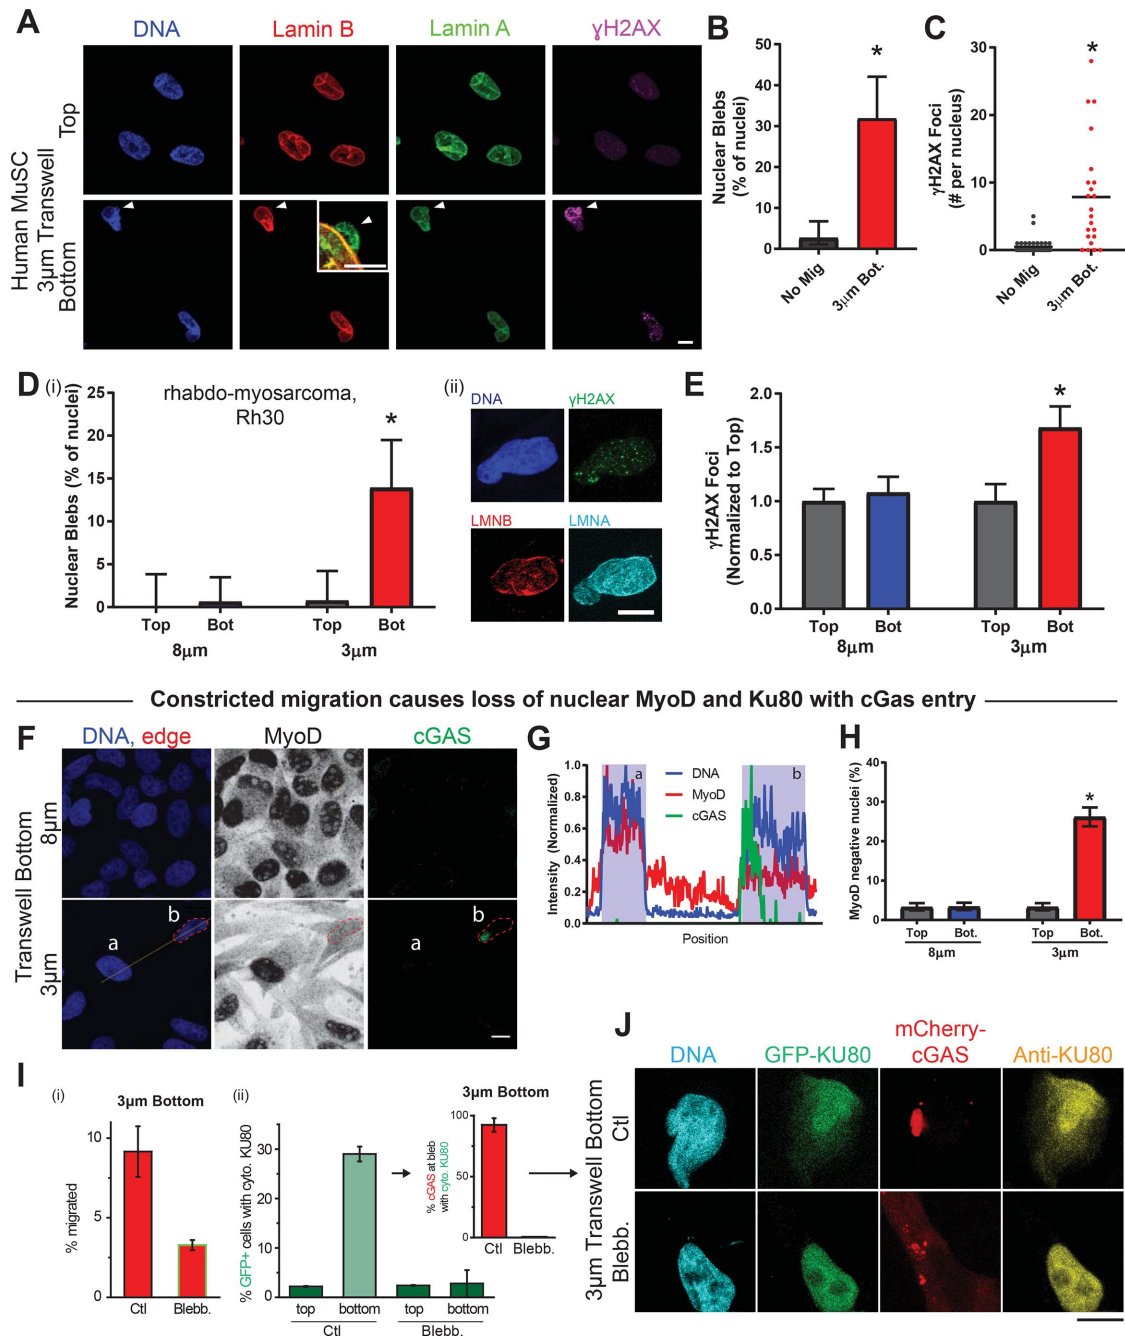 A
DNA
Lamin B
Lamin A
γH2AX
Human MuSC
3μm Transwell
Top
Bottom
B
Nuclear Blebs
(% of nuclei)
50
40
30
20
10
0
*
No Mig
3μm Bot.
C
γH2AX Foci
(# per nucleus)
30
20
10
0
*
No Mig
3μm Bot.
D
(i)
Nuclear Blebs (% of nuclei)
25
20
15
10
5
0
rhabdo-myosarcoma,
Rh30
*
Top
Bot
Top
Bot
8μm
3μm
(ii)
DNA
γH2AX
LMNB
LMNA
E
γH2AX Foci
(Normalized to Top)
2.0
1.5
1.0
0.5
0.0
*
Top
Bot
Top
Bot
8μm
3μm
Constricted migration causes loss of nuclear MyoD and Ku80 with cGas entry
F
DNA, edge
MyoD
cGAS
Transwell Bottom
8μm
3μm
a
b
a
b
G
Intensity (Normalized)
1.0
0.8
0.6
0.4
0.2
0.0
a
b
DNA
MyoD
cGAS
Position
H
MyoD negative nuclei (%)
40
30
20
10
0
*
Top
Bot.
Top
Bot.
8μm
3μm
I
(i)
3μm Bottom
% migrated
10
5
0
Ctl
Blebb.
(ii)
% GFP+ cells with cyto. KU80
30
20
10
0
top
bottom
top
bottom
Ctl
Blebb.
3μm Bottom
% cGAS at bleb
with cyto. KU80
100
50
0
Ctl
Blebb.
J
DNA
GFP-KU80
mCherry-
cGAS
Anti-KU80
3μm Transwell Bottom
Ctl
Blebb.